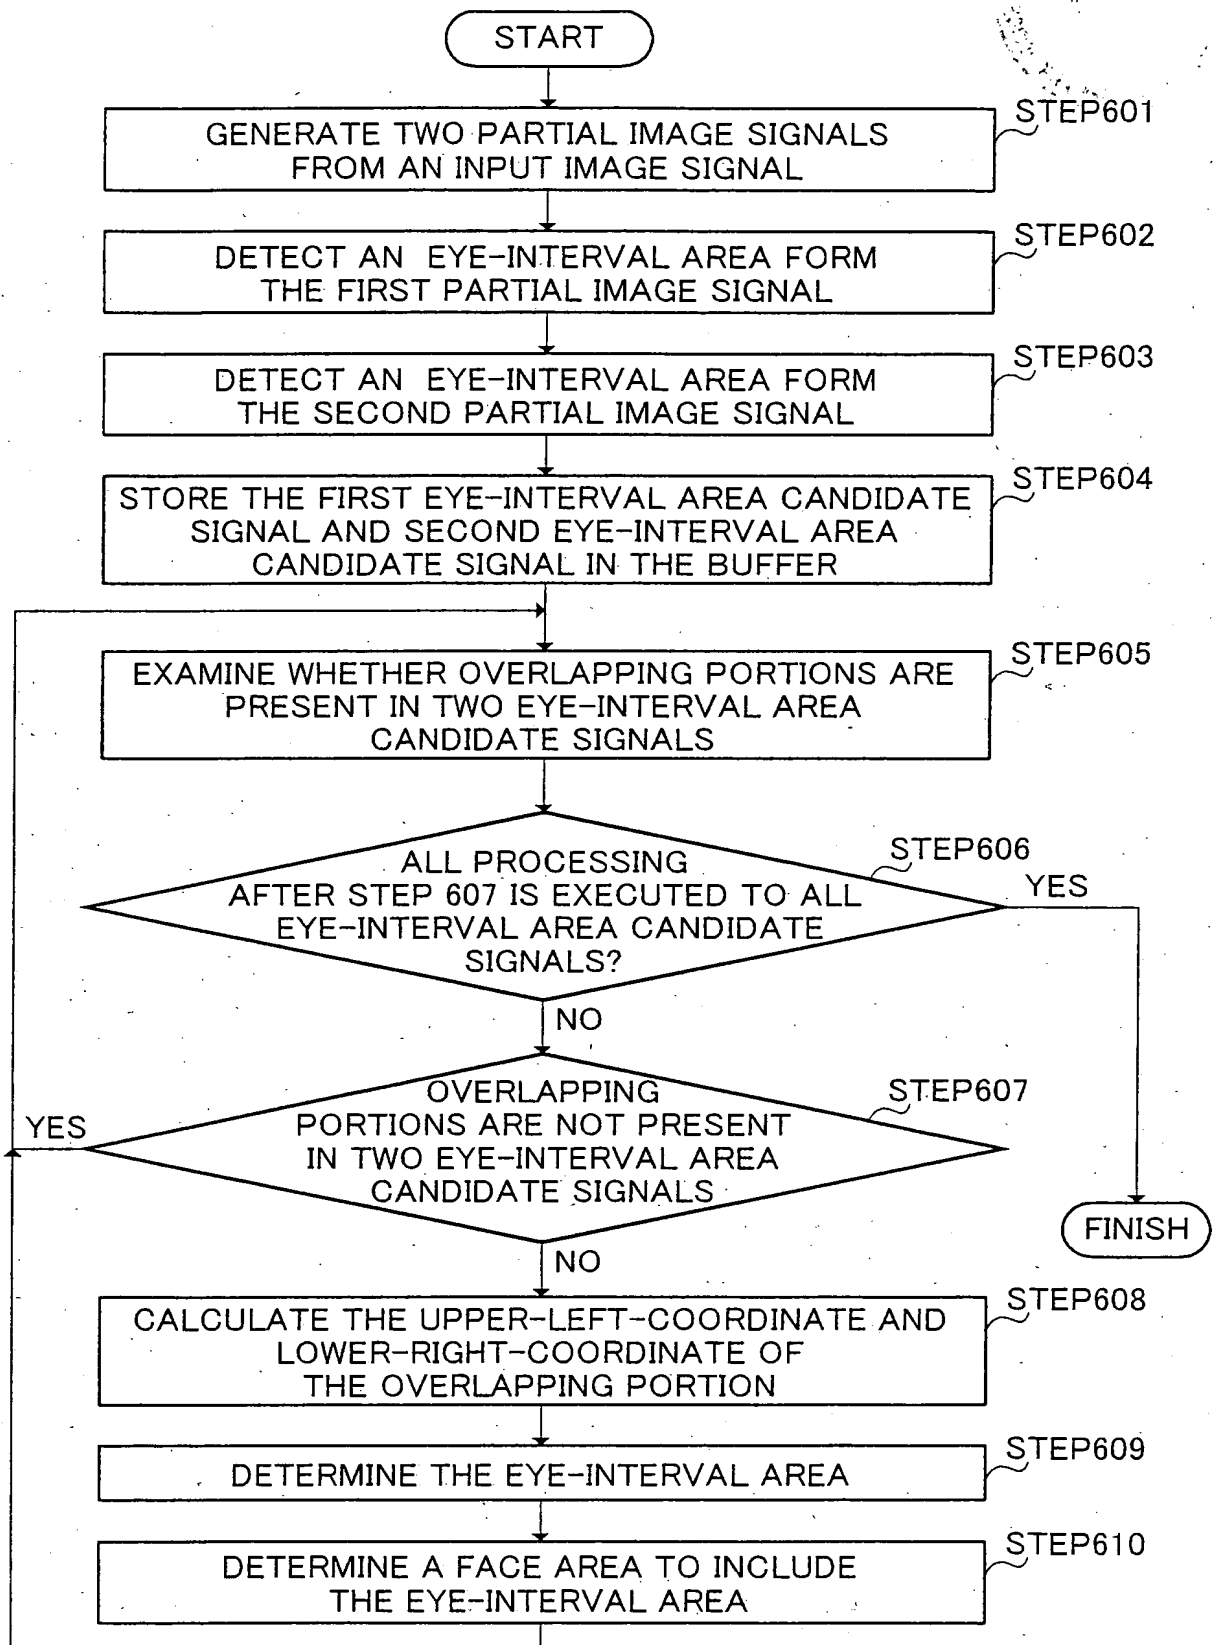 START
STEP601
GENERATE TWO PARTIAL IMAGE SIGNALS
FROM AN INPUT IMAGE SIGNAL
STEP602
DETECT AN EYE-INTERVAL AREA FORM
THE FIRST PARTIAL IMAGE SIGNAL
STEP603
DETECT AN EYE-INTERVAL AREA FORM
THE SECOND PARTIAL IMAGE SIGNAL
STEP604
STORE THE FIRST EYE-INTERVAL AREA CANDIDATE
SIGNAL AND SECOND EYE-INTERVAL AREA
CANDIDATE SIGNAL IN THE BUFFER
STEP605
EXAMINE WHETHER OVERLAPPING PORTIONS ARE
PRESENT IN TWO EYE-INTERVAL AREA
CANDIDATE SIGNALS
STEP606
ALL PROCESSING
AFTER STEP 607 IS EXECUTED TO ALL
EYE-INTERVAL AREA CANDIDATE
SIGNALS?
YES
NO
STEP607
OVERLAPPING
PORTIONS ARE NOT PRESENT
IN TWO EYE-INTERVAL AREA
CANDIDATE SIGNALS
YES
FINISH
NO
STEP608
CALCULATE THE UPPER-LEFT-COORDINATE AND
LOWER-RIGHT-COORDINATE OF
THE OVERLAPPING PORTION
STEP609
DETERMINE THE EYE-INTERVAL AREA
STEP610
DETERMINE A FACE AREA TO INCLUDE
THE EYE-INTERVAL AREA